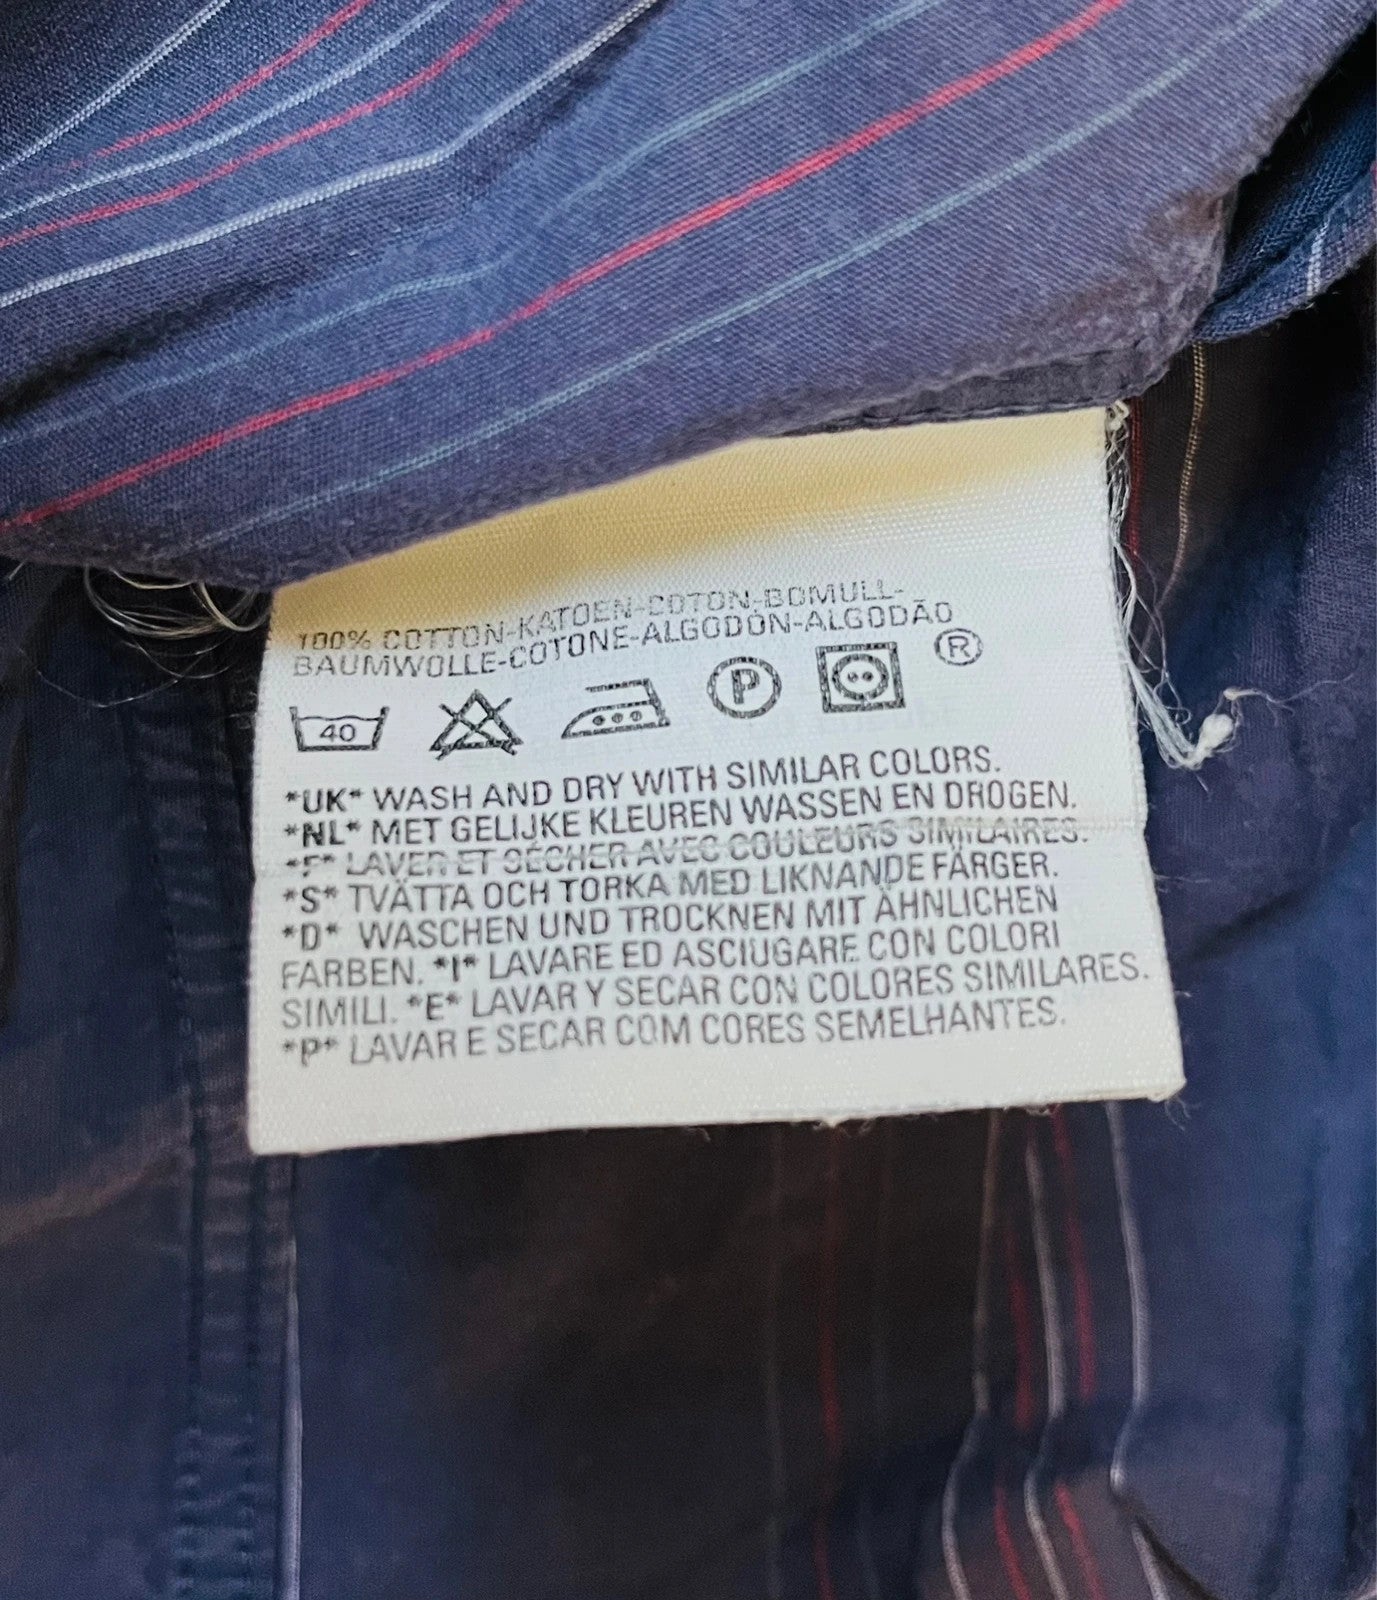 100% COTTON-KATOEN-COTON-BOMULL-
BAUMWOLLE-COTONE-ALGODÓN-ALGODÃO
40 P ®
*UK* WASH AND DRY WITH SIMILAR COLORS.
*NL* MET GELIJKE KLEUREN WASSEN EN DROGEN.
*F* LAVER ET SÉCHER AVEC COULEURS SIMILAIRES.
*S* TVÄTTA OCH TORKA MED LIKNANDE FÄRGER.
*D* WASCHEN UND TROCKNEN MIT ÄHNLICHEN
FARBEN. *I* LAVARE ED ASCIUGARE CON COLORI
SIMILI. *E* LAVAR Y SECAR CON COLORES SIMILARES.
*P* LAVAR E SECAR COM CORES SEMELHANTES.